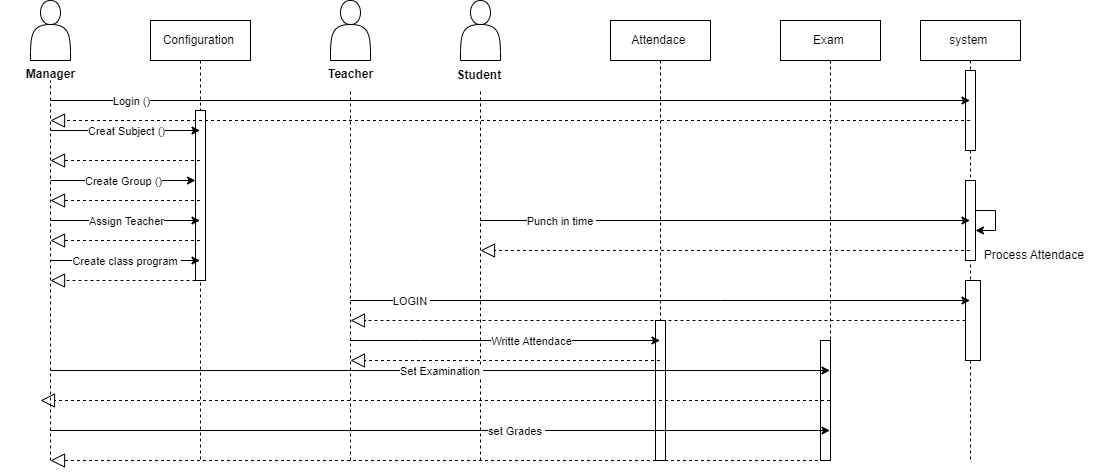 Configuration
Attendace
Exam
system
Manager
Teacher
Student
Login ()
Creat Subject ()
Create Group ()
Assign Teacher
Punch in time
Process Attendace
Create class program
LOGIN
Writte Attendace
Set Examination
set Grades